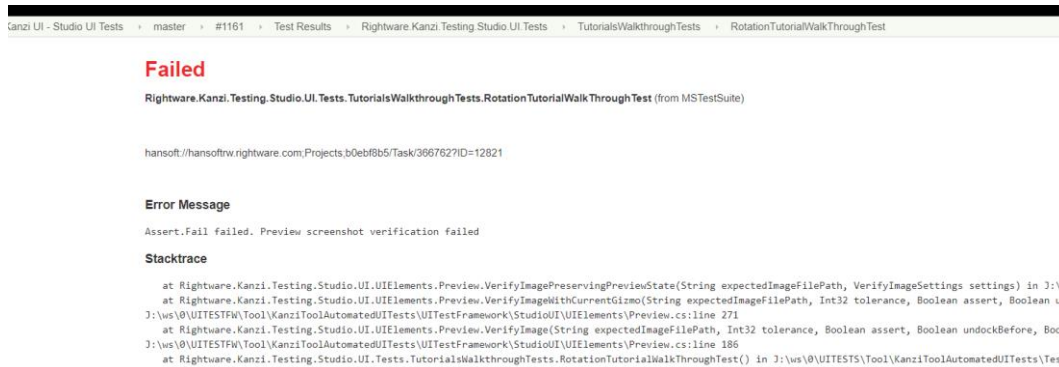 Kanzi UI - Studio UI Tests › master › #1161 › Test Results › Rightware.Kanzi.Testing.Studio.UI.Tests › TutorialsWalkthroughTests › RotationTutorialWalkThroughTest
Failed
Rightware.Kanzi.Testing.Studio.UI.Tests.TutorialsWalkthroughTests.RotationTutorialWalkThroughTest (from MSTestSuite)
hansoft://hansoftrw.rightware.com;Projects;b0ebf8b5/Task/366762?ID=12821
Error Message
Assert.Fail failed. Preview screenshot verification failed
Stacktrace
at Rightware.Kanzi.Testing.Studio.UI.UIElements.Preview.VerifyImagePreservingPreviewState(String expectedImageFilePath, VerifyImageSettings settings) in J:\
at Rightware.Kanzi.Testing.Studio.UI.UIElements.Preview.VerifyImageWithCurrentGizmo(String expectedImageFilePath, Int32 tolerance, Boolean assert, Boolean u
J:\ws\0\UITESTFW\Tool\KanziToolAutomatedUITests\UITestFramework\StudioUI\UIElements\Preview.cs:line 271
at Rightware.Kanzi.Testing.Studio.UI.UIElements.Preview.VerifyImage(String expectedImageFilePath, Int32 tolerance, Boolean assert, Boolean undockBefore, Boo
J:\ws\0\UITESTFW\Tool\KanziToolAutomatedUITests\UITestFramework\StudioUI\UIElements\Preview.cs:line 186
at Rightware.Kanzi.Testing.Studio.UI.Tests.TutorialsWalkthroughTests.RotationTutorialWalkThroughTest() in J:\ws\0\UITESTS\Tool\KanziToolAutomatedUITests\Tes